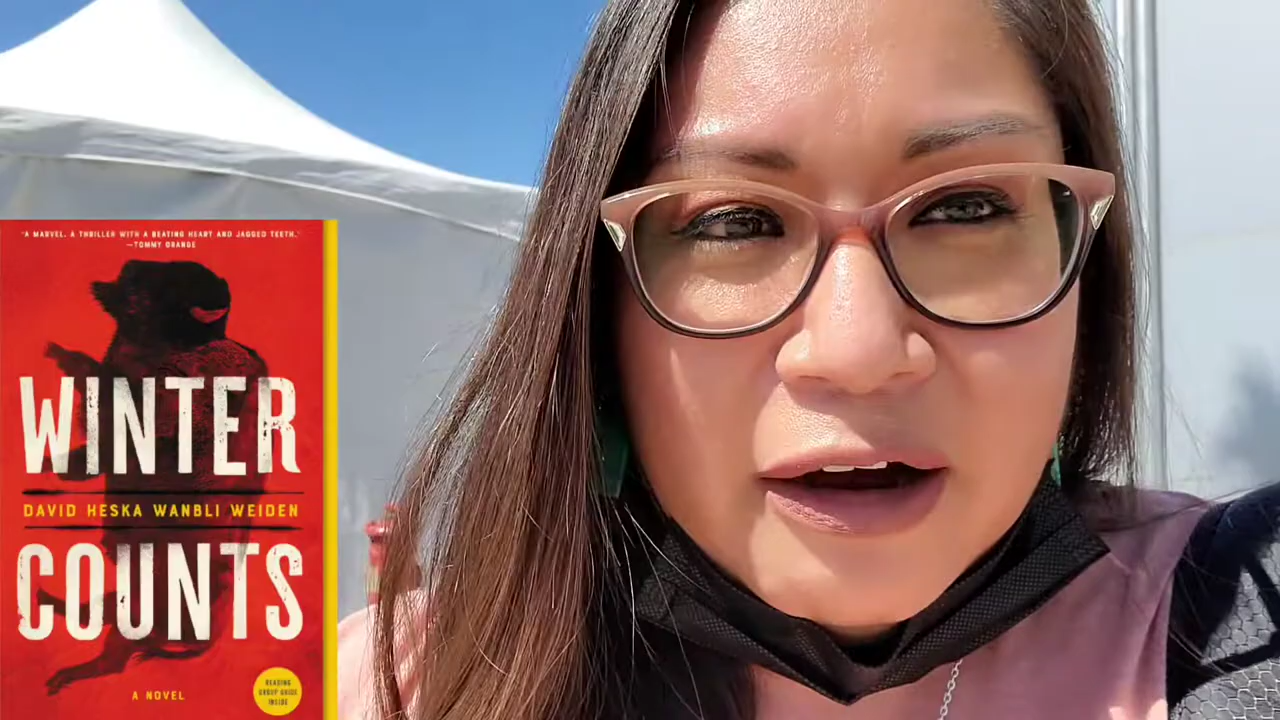 "A MARVEL. A THRILLER WITH A BEATING HEART AND JAGGED TEETH."
—TOMMY ORANGE
WINTER
DAVID HESKA WANBLI WEIDEN
COUNTS
A NOVEL
READING
GROUP GUIDE
INSIDE